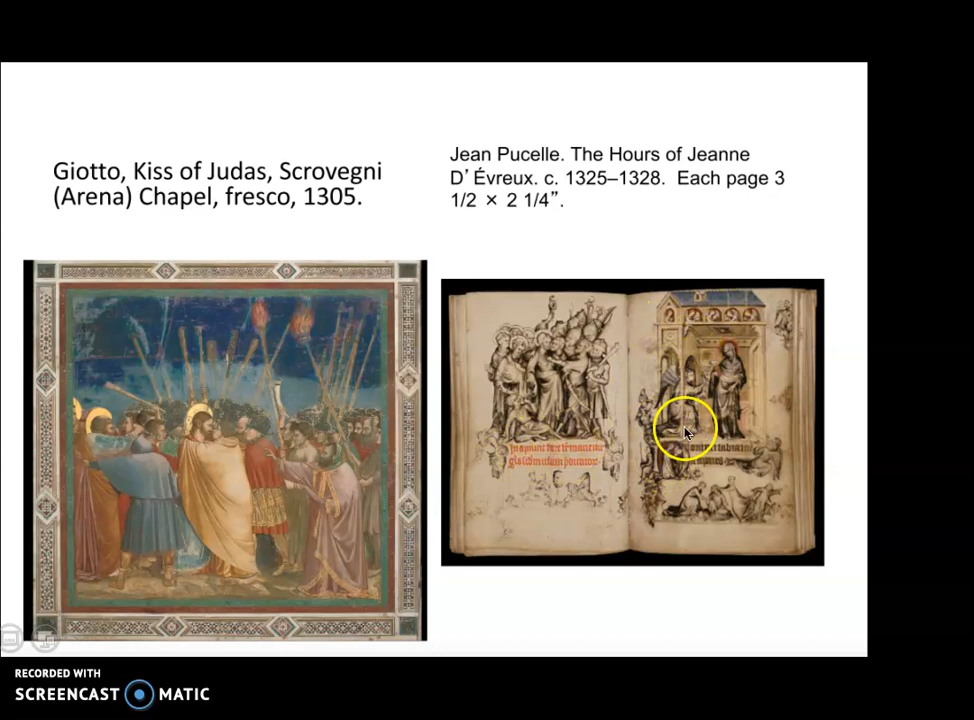 Giotto, Kiss of Judas, Scrovegni
(Arena) Chapel, fresco, 1305.
Jean Pucelle. The Hours of Jeanne
D’Évreux. c. 1325–1328.  Each page 3
1/2 × 2 1/4”.
RECORDED WITH
SCREENCAST MATIC